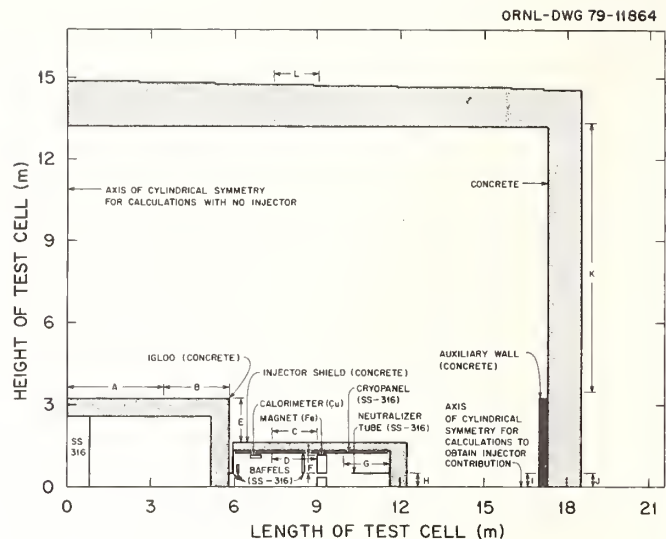 ORNL-DWG 79-11864
15
12
9
6
3
0
HEIGHT OF TEST CELL (m)
L
AXIS OF CYLINDRICAL SYMMETRY
FOR CALCULATIONS WITH NO INJECTOR
CONCRETE
K
A
B
IGLOO (CONCRETE)
INJECTOR SHIELD (CONCRETE)
CALORIMETER (Cu)
MAGNET (Fe)
CRYOPANEL
(SS-316)
NEUTRALIZER
TUBE (SS-316)
AUXILIARY WALL
(CONCRETE)
AXIS
OF CYLINDRICAL
SYMMETRY FOR
CALCULATIONS TO
OBTAIN INJECTOR
CONTRIBUTION
E
C
D
F
G
H
I
J
SS
316
BAFFELS
(SS-316)
0 3 6 9 12 15 18 21
LENGTH OF TEST CELL (m)